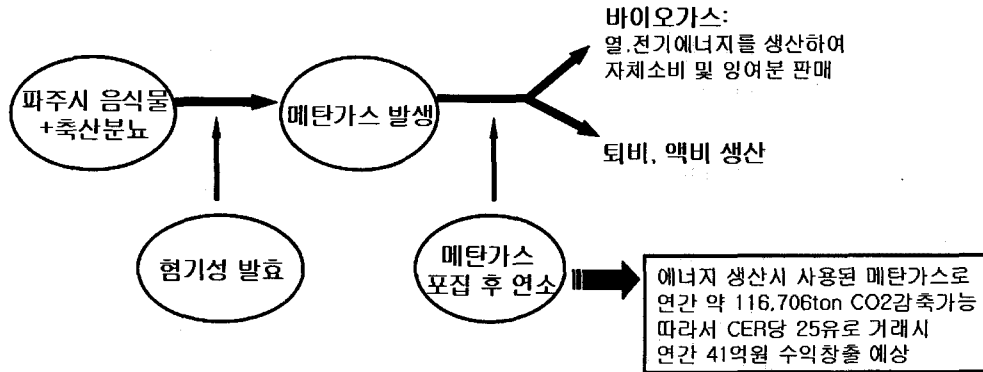 바이오가스:
열.전기에너지를 생산하여
자체소비 및 잉여분 판매
파주시 음식물
+축산분뇨
메탄가스 발생
퇴비, 액비 생산
혐기성 발효
메탄가스
포집 후 연소
에너지 생산시 사용된 메탄가스로
연간 약 116,706ton CO2감축가능
따라서 CER당 25유로 거래시
연간 41억원 수익창출 예상